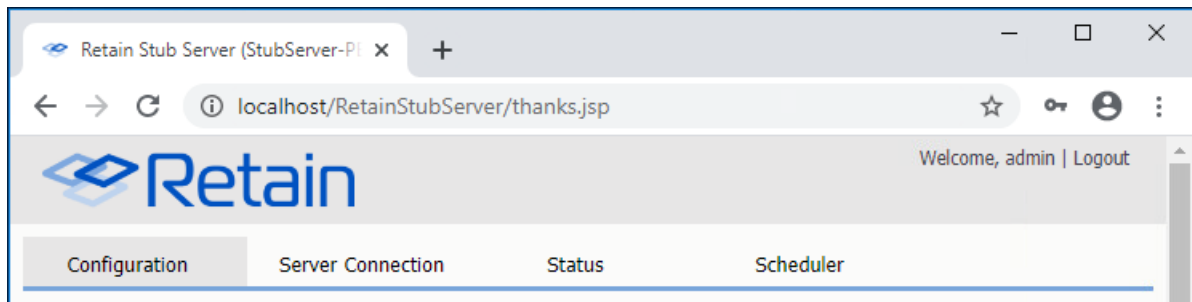 Retain Stub Server (StubServer-P
localhost/RetainStubServer/thanks.jsp
Retain
Welcome, admin | Logout
Configuration Server Connection Status Scheduler